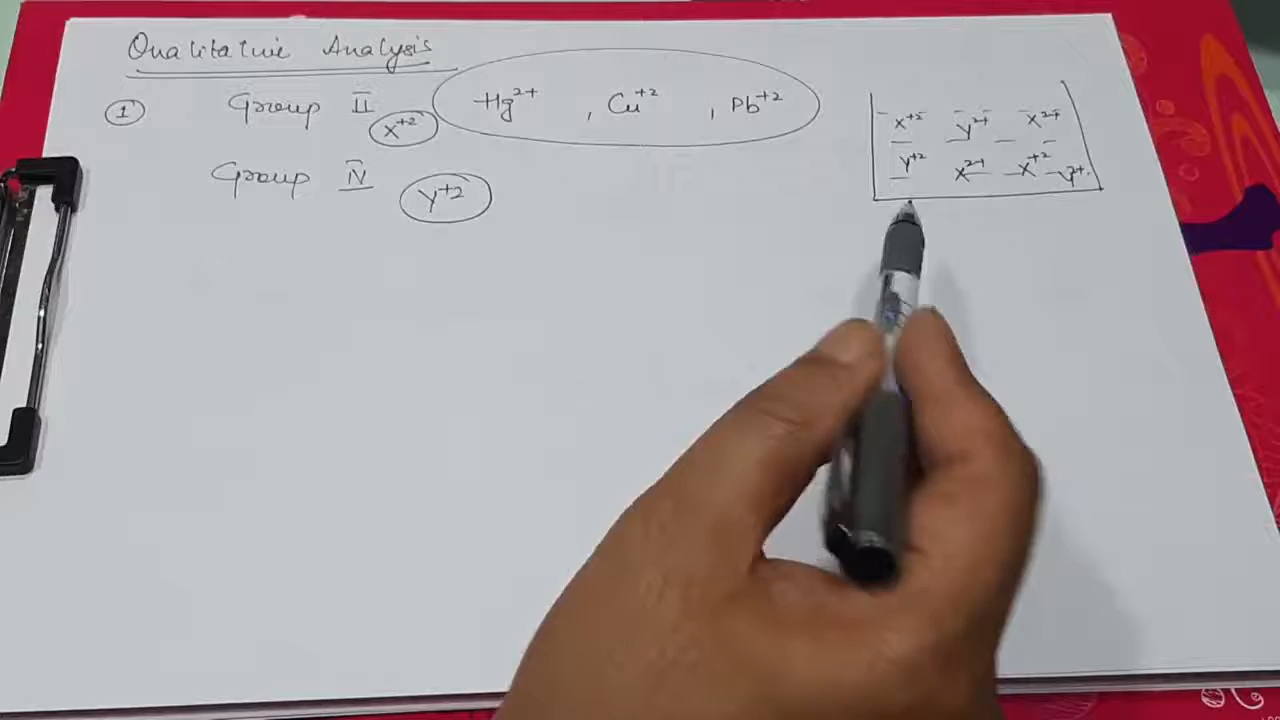 Qualitative Analysis
① Group II X⁺² Hg²⁺ , Cu⁺² , Pb⁺²
Group IV Y⁺²
X⁺² Y²⁺ X²⁺
Y⁺² X²⁺ X⁺² Y²⁺